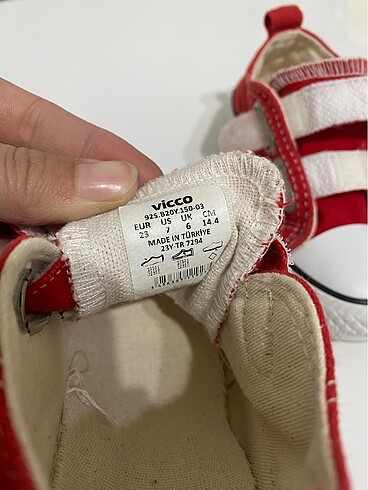 vicco
925.B20Y.150-03
EUR US UK CM
23 7 6 14.4
MADE IN TÜRKİYE
23Y-TR 7294